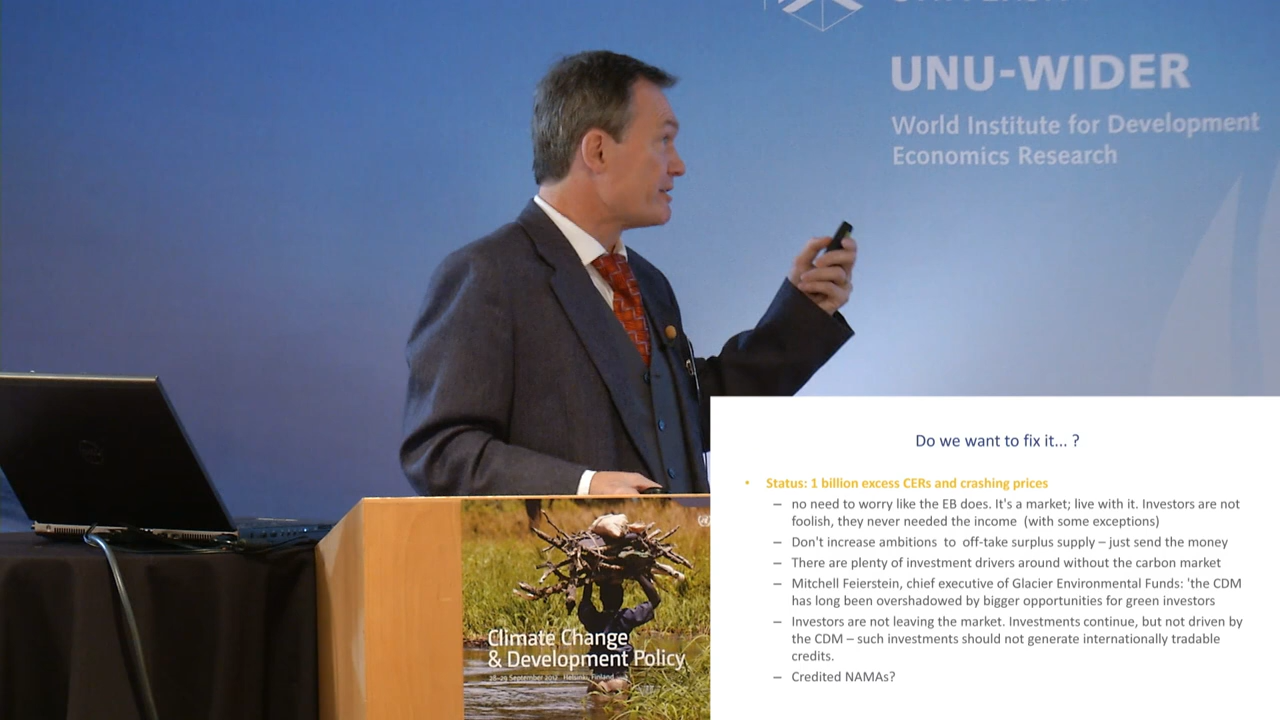 UNU-WIDER
World Institute for Development
Economics Research
Climate Change
& Development Policy
28–29 September 2012 Helsinki, Finland
Do we want to fix it... ?
• Status: 1 billion excess CERs and crashing prices
– no need to worry like the EB does. It's a market; live with it. Investors are not
foolish, they never needed the income (with some exceptions)
– Don't increase ambitions to off-take surplus supply – just send the money
– There are plenty of investment drivers around without the carbon market
– Mitchell Feierstein, chief executive of Glacier Environmental Funds: 'the CDM
has long been overshadowed by bigger opportunities for green investors
– Investors are not leaving the market. Investments continue, but not driven by
the CDM – such investments should not generate internationally tradable
credits.
– Credited NAMAs?